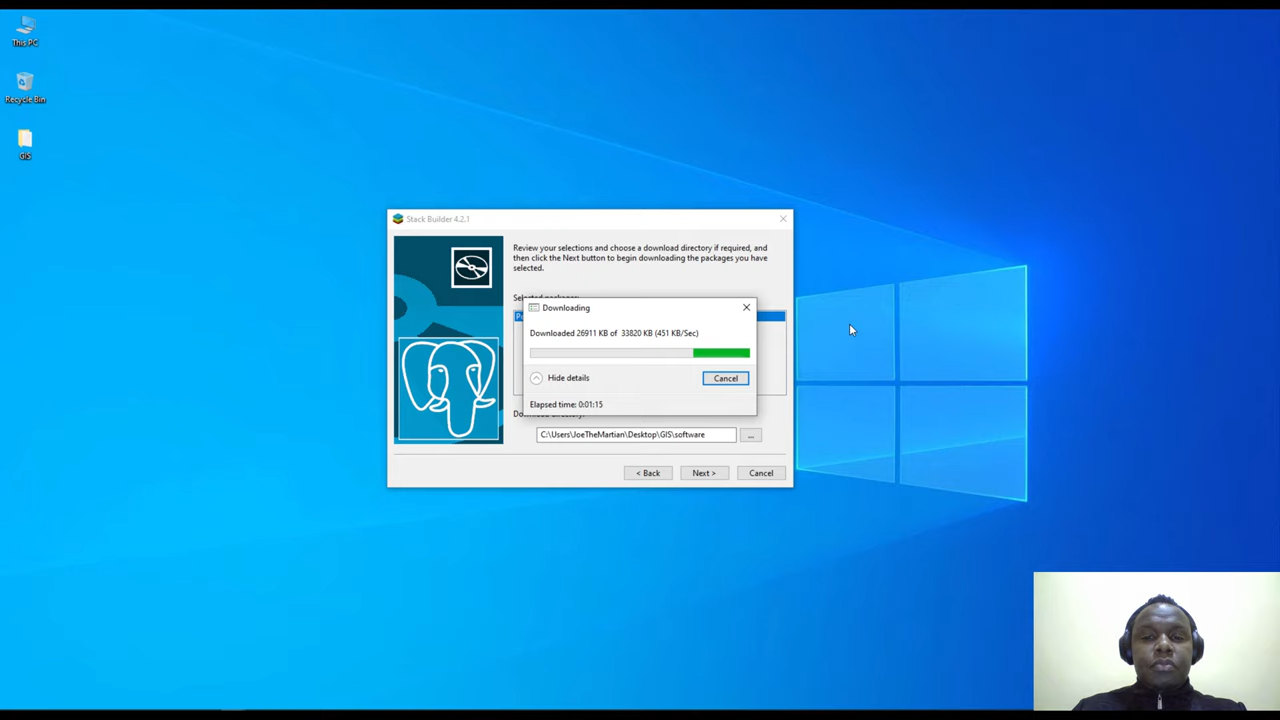 This PC
Recycle Bin
GIS
Stack Builder 4.2.1
Review your selections and choose a download directory if required, and
then click the Next button to begin downloading the packages you have
selected.
Selected packages:
Downloading
Downloaded 26911 KB of 33820 KB (451 KB/Sec)
Hide details
Cancel
Elapsed time: 0:01:15
C:\Users\JoeTheMartian\Desktop\GIS\software
...
< Back
Next >
Cancel